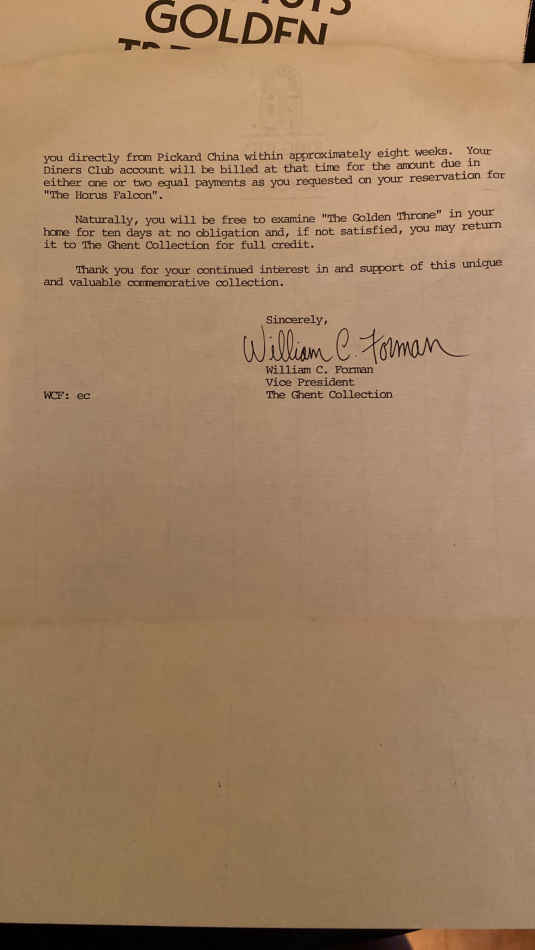 GOLDEN
you directly from Pickard China within approximately eight weeks. Your
Diners Club account will be billed at that time for the amount due in
either one or two equal payments as you requested on your reservation for
"The Horus Falcon".
Naturally, you will be free to examine "The Golden Throne" in your
home for ten days at no obligation and, if not satisfied, you may return
it to The Ghent Collection for full credit.
Thank you for your continued interest in and support of this unique
and valuable commemorative collection.
Sincerely,
William C. Forman
William C. Forman
Vice President
WCF: ec
The Ghent Collection